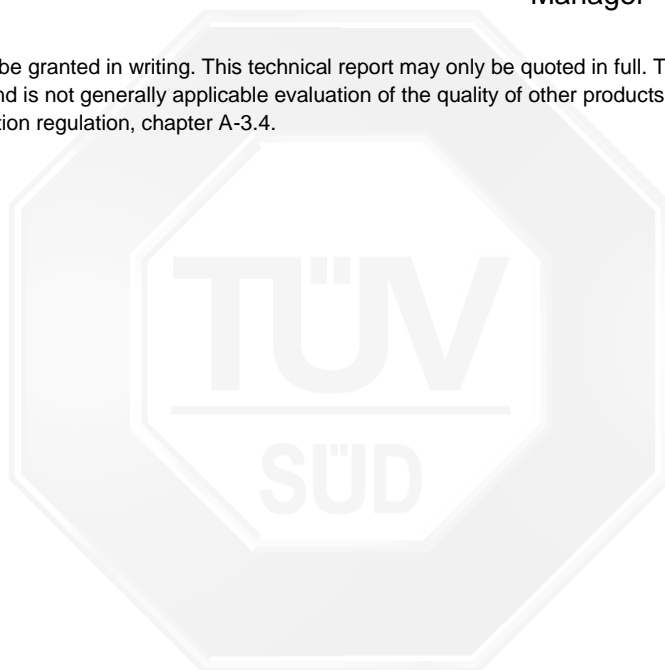 Manager
be granted in writing. This technical report may only be quoted in full. T
nd is not generally applicable evaluation of the quality of other products
tion regulation, chapter A-3.4.
TÜV
SÜD